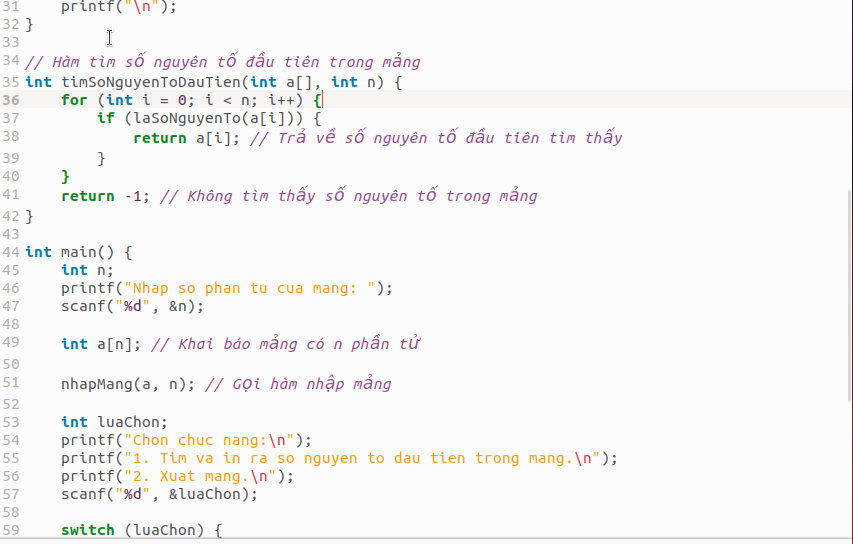 31 printf("\n");
32 }
33
34 // Hàm tìm số nguyên tố đầu tiên trong mảng
35 int timSoNguyenToDauTien(int a[], int n) {
36 for (int i = 0; i < n; i++) {
37 if (laSoNguyenTo(a[i])) {
38 return a[i]; // Trả về số nguyên tố đầu tiên tìm thấy
39 }
40 }
41 return -1; // Không tìm thấy số nguyên tố trong mảng
42 }
43
44 int main() {
45 int n;
46 printf("Nhap so phan tu cua mang: ");
47 scanf("%d", &n);
48
49 int a[n]; // Khai báo mảng có n phần tử
50
51 nhapMang(a, n); // Gọi hàm nhập mảng
52
53 int luaChon;
54 printf("Chon chuc nang:\n");
55 printf("1. Tim va in ra so nguyen to dau tien trong mang.\n");
56 printf("2. Xuat mang.\n");
57 scanf("%d", &luaChon);
58
59 switch (luaChon) {